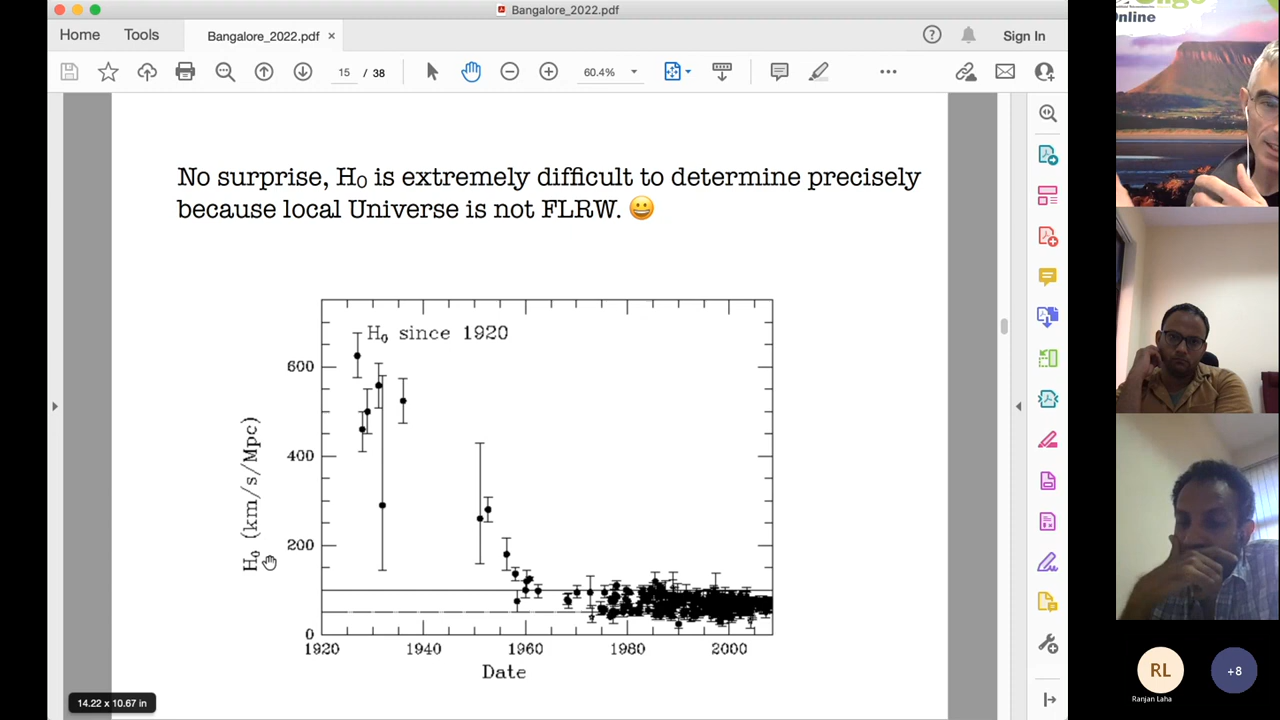 Bangalore_2022.pdf
Home
Tools
Bangalore_2022.pdf ×
Sign In
15 / 38
60.4%
No surprise, H0 is extremely difficult to determine precisely
because local Universe is not FLRW. 😀
H0 since 1920
H0 (km/s/Mpc)
600
400
200
0
1920
1940
1960
1980
2000
Date
14.22 x 10.67 in
Online
RL
Ranjan Laha
+8